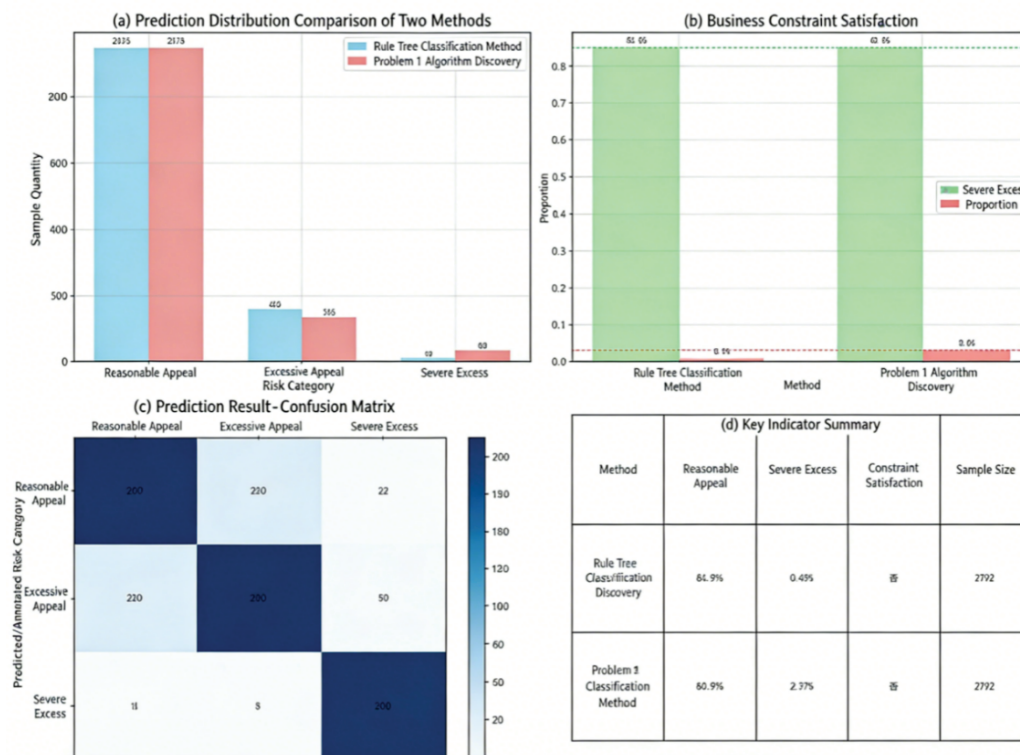 (a) Prediction Distribution Comparison of Two Methods
Rule Tree Classification Method
Problem 1 Algorithm Discovery
200
600
400
500
0
Sample Quantity
Reasonable Appeal
Excessive Appeal
Severe Excess
Risk Category
(b) Business Constraint Satisfaction
0.8
0.7
0.6
0.5
0.4
0.3
0.2
0.1
0.0
Proportion
Severe Exces
Proportion
Rule Tree Classification
Method
Problem 1 Algorithm
Discovery
Method
(c) Prediction Result-Confusion Matrix
Reasonable Appeal
Excessive Appeal
Severe Excess
Predicted/Annotated Risk Category
Reasonable
Appeal
200
220
22
Excessive
Appeal
220
200
50
Severe
Excess
5
200
200
190
130
180
120
100
60
50
20
(d) Key Indicator Summary
Method
Reasonable
Appeal
Severe Excess
Constraint
Satisfaction
Sample Size
Rule Tree
Classification
Discovery
84.9%
2792
Problem
Classification
Method
2.37%
2792